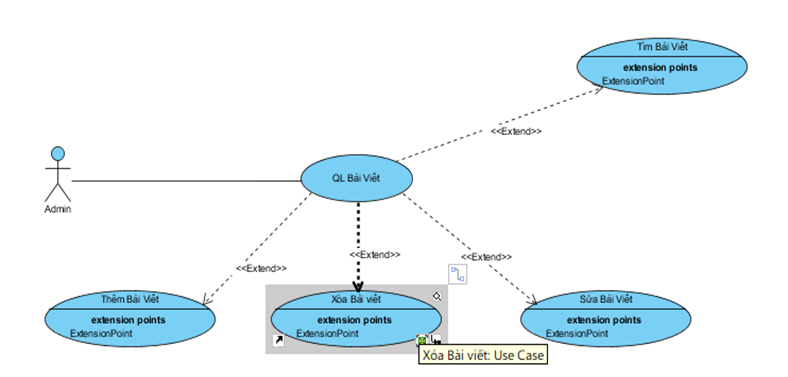 Tìm Bài Viết
extension points
ExtensionPoint
<<Extend>>
QL Bài Viết
Admin
<<Extend>>
<<Extend>>
<<Extend>>
Thêm Bài Viết
extension points
ExtensionPoint
Xóa Bài viết
extension points
ExtensionPoint
Sửa Bài Viết
extension points
ExtensionPoint
Xóa Bài viết: Use Case